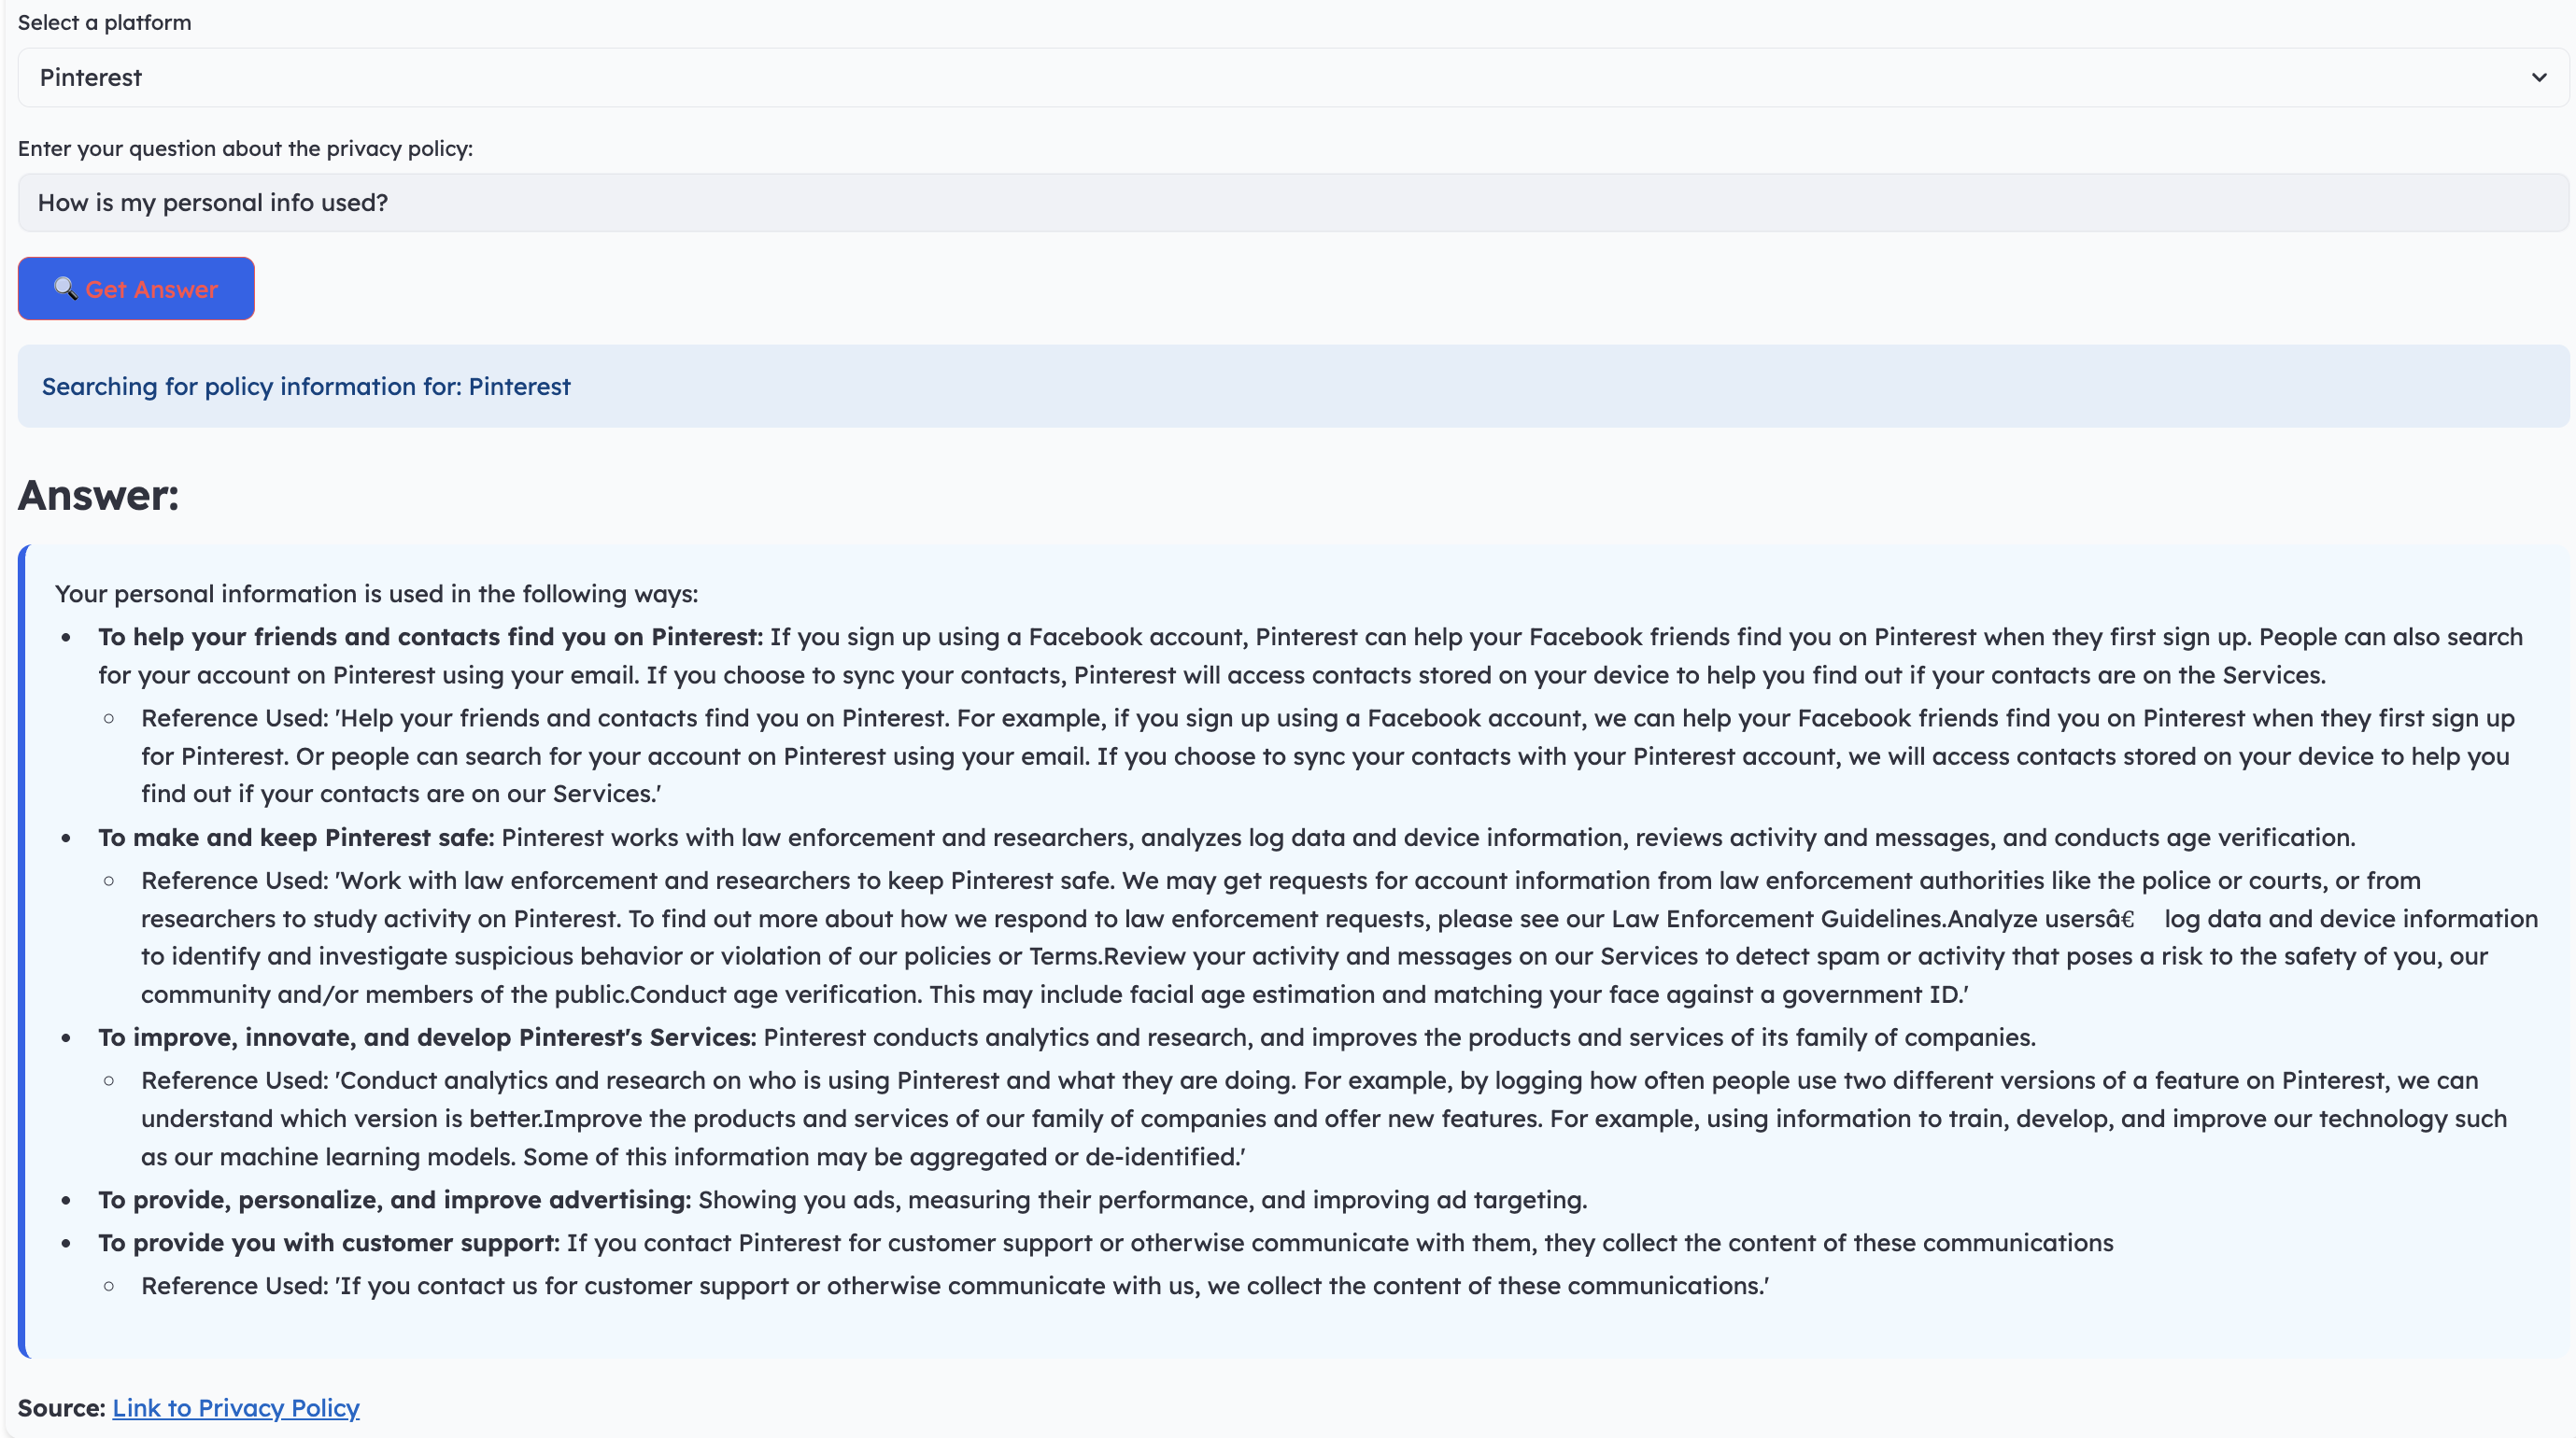 Select a platform
Pinterest
Enter your question about the privacy policy:
How is my personal info used?
🔍 Get Answer
Searching for policy information for: Pinterest
Answer:
Your personal information is used in the following ways:
• To help your friends and contacts find you on Pinterest: If you sign up using a Facebook account, Pinterest can help your Facebook friends find you on Pinterest when they first sign up. People can also search
for your account on Pinterest using your email. If you choose to sync your contacts, Pinterest will access contacts stored on your device to help you find out if your contacts are on the Services.
○ Reference Used: 'Help your friends and contacts find you on Pinterest. For example, if you sign up using a Facebook account, we can help your Facebook friends find you on Pinterest when they first sign up
for Pinterest. Or people can search for your account on Pinterest using your email. If you choose to sync your contacts with your Pinterest account, we will access contacts stored on your device to help you
find out if your contacts are on our Services.'
• To make and keep Pinterest safe: Pinterest works with law enforcement and researchers, analyzes log data and device information, reviews activity and messages, and conducts age verification.
○ Reference Used: 'Work with law enforcement and researchers to keep Pinterest safe. We may get requests for account information from law enforcement authorities like the police or courts, or from
researchers to study activity on Pinterest. To find out more about how we respond to law enforcement requests, please see our Law Enforcement Guidelines.Analyze usersâ€ log data and device information
to identify and investigate suspicious behavior or violation of our policies or Terms.Review your activity and messages on our Services to detect spam or activity that poses a risk to the safety of you, our
community and/or members of the public.Conduct age verification. This may include facial age estimation and matching your face against a government ID.'
• To improve, innovate, and develop Pinterest's Services: Pinterest conducts analytics and research, and improves the products and services of its family of companies.
○ Reference Used: 'Conduct analytics and research on who is using Pinterest and what they are doing. For example, by logging how often people use two different versions of a feature on Pinterest, we can
understand which version is better.Improve the products and services of our family of companies and offer new features. For example, using information to train, develop, and improve our technology such
as our machine learning models. Some of this information may be aggregated or de-identified.'
• To provide, personalize, and improve advertising: Showing you ads, measuring their performance, and improving ad targeting.
• To provide you with customer support: If you contact Pinterest for customer support or otherwise communicate with them, they collect the content of these communications
○ Reference Used: 'If you contact us for customer support or otherwise communicate with us, we collect the content of these communications.'
Source: Link to Privacy Policy